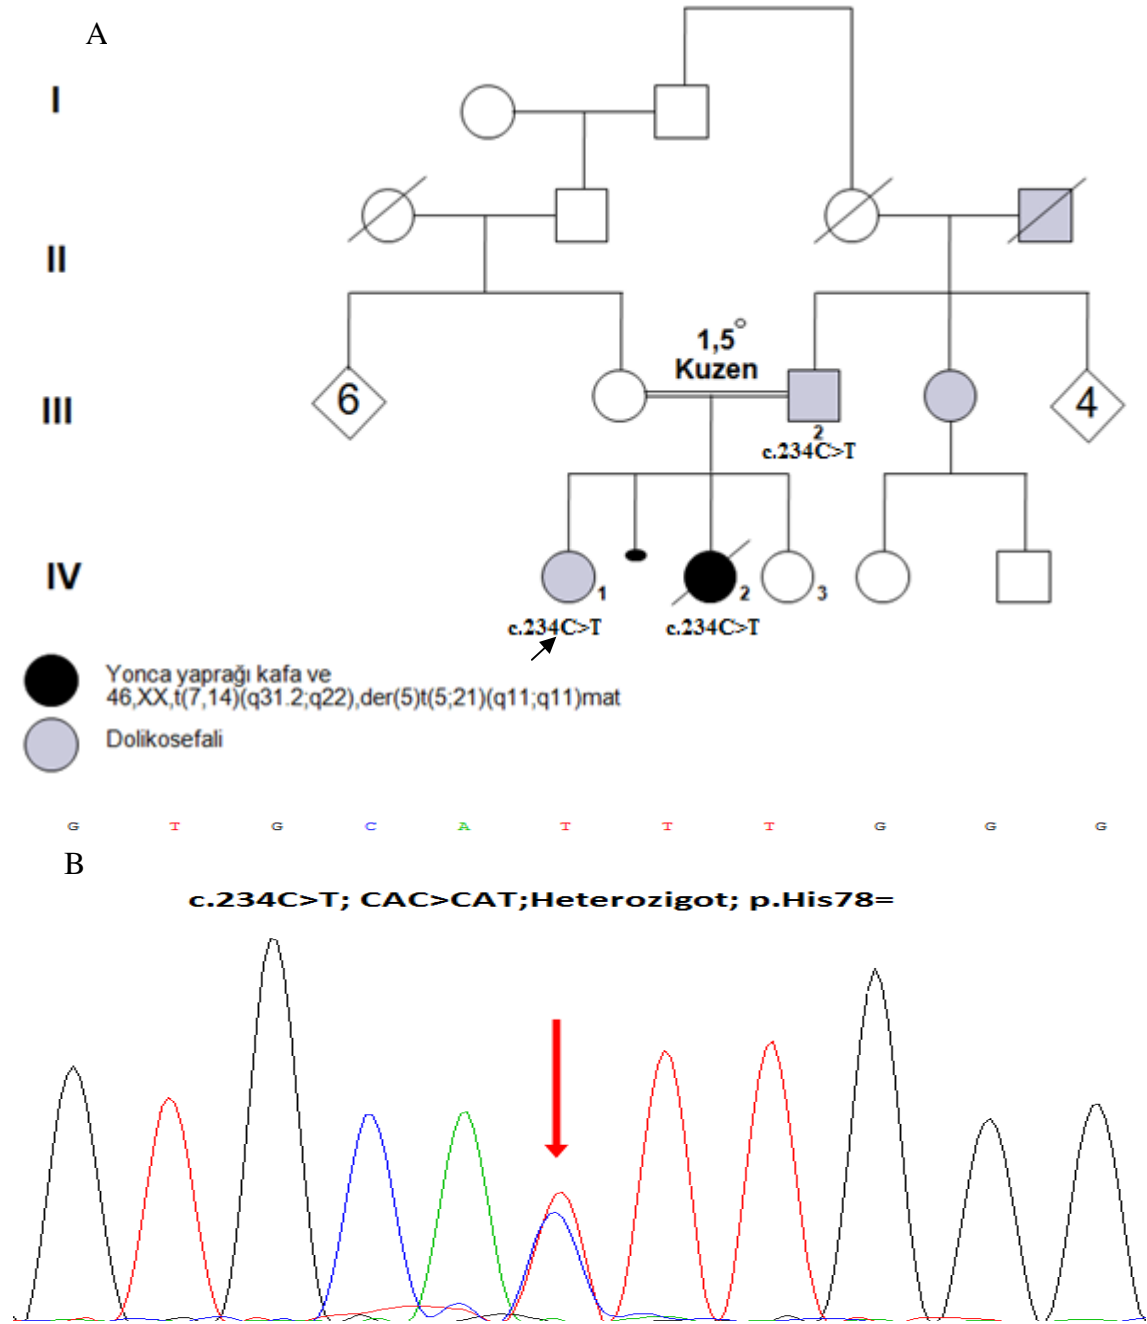 A
I
II
1,5°
Kuzen
III
6
4
2
c.234C>T
IV
1
2
3
c.234C>T
c.234C>T
Yonca yaprağı kafa ve
46,XX,t(7,14)(q31.2;q22),der(5)t(5;21)(q11;q11)mat
Dolikosefali
G T G C A T T T G G G
B
c.234C>T; CAC>CAT;Heterozigot; p.His78=